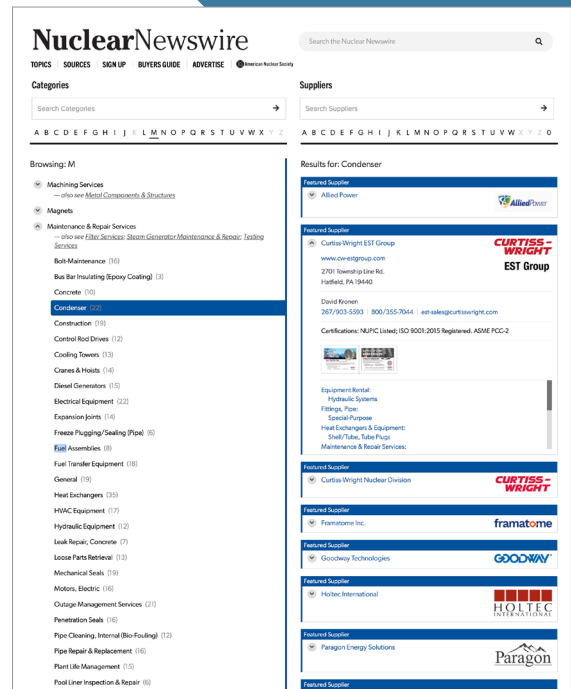 NuclearNewswire
Search the Nuclear Newswire
TOPICS SOURCES SIGN UP BUYERS GUIDE ADVERTISE American Nuclear Society
Categories
Search Categories
A B C D E F G H I J K L M N O P Q R S T U V W X Y Z
Browsing: M
Machining Services
— also see Metal Components & Structures
Magnets
Maintenance & Repair Services
— also see Filter Services; Steam Generator Maintenance & Repair; Testing
Services
Bolt-Maintenance (16)
Bus Bar Insulating (Epoxy Coating) (3)
Concrete (10)
Condenser (22)
Construction (19)
Control Rod Drives (12)
Cooling Towers (13)
Cranes & Hoists (14)
Diesel Generators (15)
Electrical Equipment (22)
Expansion Joints (14)
Freeze Plugging/Sealing (Pipe) (6)
Fuel Assemblies (8)
Fuel Transfer Equipment (18)
General (19)
Heat Exchangers (35)
HVAC Equipment (17)
Hydraulic Equipment (12)
Leak Repair, Concrete (7)
Loose Parts Retrieval (13)
Mechanical Seals (19)
Motors, Electric (16)
Outage Management Services (21)
Penetration Seals (16)
Pipe Cleaning, Internal (Bio-Fouling) (12)
Pipe Repair & Replacement (16)
Plant Life Management (15)
Pool Liner Inspection & Repair (6)
Suppliers
Search Suppliers
A B C D E F G H I J K L M N O P Q R S T U V W X Y Z 0
Results for: Condenser
Featured Supplier
Allied Power
AlliedPower
Featured Supplier
Curtiss-Wright EST Group
CURTISS-
WRIGHT
EST Group
www.cw-estgroup.com
2701 Township Line Rd.
Hatfield, PA 19440
David Kronen
267/903-5593 | 800/355-7044 | est-sales@curtisswright.com
Certifications: NUPIC Listed; ISO 9001:2015 Registered. ASME PCC-2
Equipment Rental:
Hydraulic Systems
Fittings, Pipe:
Special-Purpose
Heat Exchangers & Equipment:
Shell/Tube, Tube Plugs
Maintenance & Repair Services:
Featured Supplier
Curtiss-Wright Nuclear Division
CURTISS-
WRIGHT
Featured Supplier
Framatome Inc.
framatome
Featured Supplier
Goodway Technologies
GOODWAY
Featured Supplier
Holtec International
HOLTEC
INTERNATIONAL
Featured Supplier
Paragon Energy Solutions
Paragon
Featured Supplier